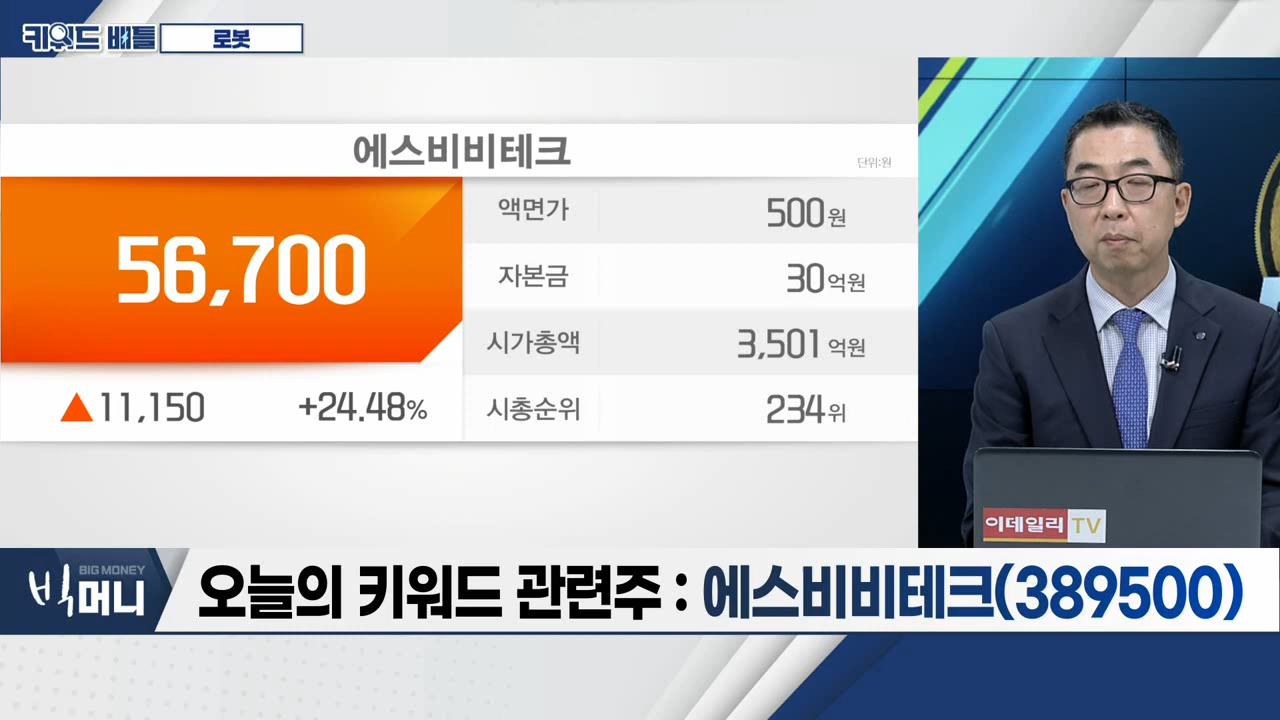 키워드 배틀 로봇
에스비비테크
단위:원
56,700
▲11,150 +24.48%
액면가 500원
자본금 30억원
시가총액 3,501억원
시총순위 234위
이데일리 TV
BIG MONEY
빅머니
오늘의 키워드 관련주 : 에스비비테크(389500)